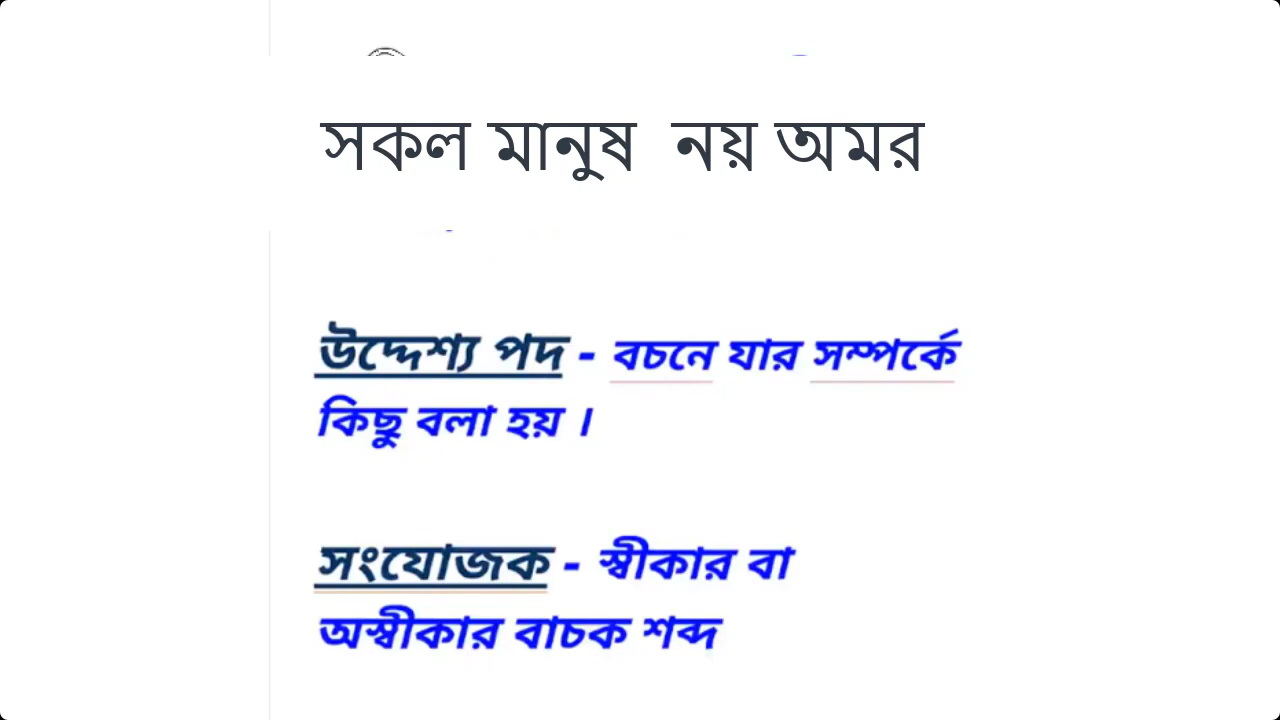 সকল মানুষ নয় অমর
উদ্দেশ্য পদ - বচনে যার সম্পর্কে
কিছু বলা হয় ।
সংযোজক - স্বীকার বা
অস্বীকার বাচক শব্দ